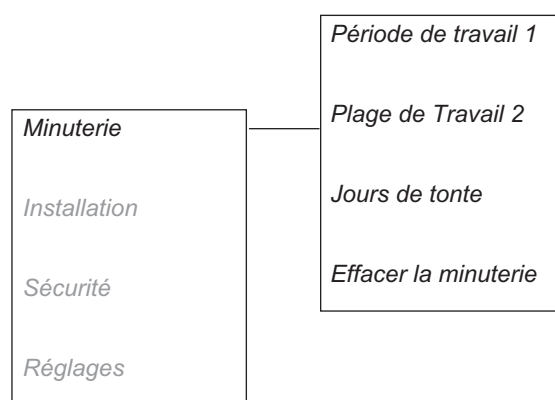 Minuterie
Installation
Sécurité
Réglages
Période de travail 1
Plage de Travail 2
Jours de tonte
Effacer la minuterie